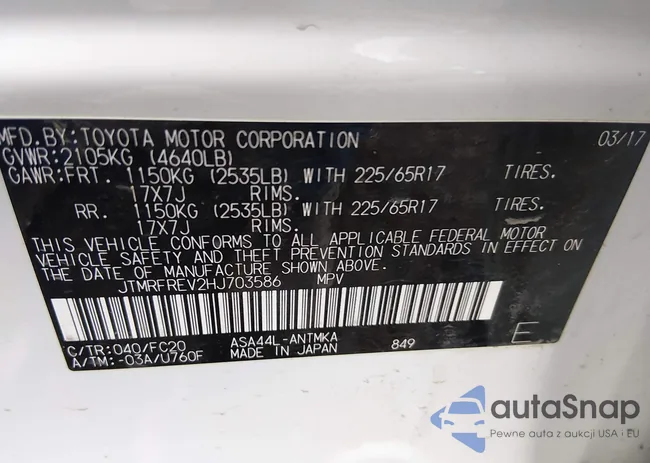 MFD. BY: TOYOTA MOTOR CORPORATION 03/17
GVWR: 2105KG (4640LB)
GAWR: FRT. 1150KG (2535LB) WITH 225/65R17 TIRES.
17X7J RIMS.
RR. 1150KG (2535LB) WITH 225/65R17 TIRES.
17X7J RIMS.
THIS VEHICLE CONFORMS TO ALL APPLICABLE FEDERAL MOTOR
VEHICLE SAFETY AND THEFT PREVENTION STANDARDS IN EFFECT ON
THE DATE OF MANUFACTURE SHOWN ABOVE.
JTMRFREV2HJ703586 MPV
C/TR: 040/FC20 ASA44L-ANTMKA 849 E
A/TM: -03A/U760F MADE IN JAPAN
autaSnap
Pewne auta z aukcji USA i EU